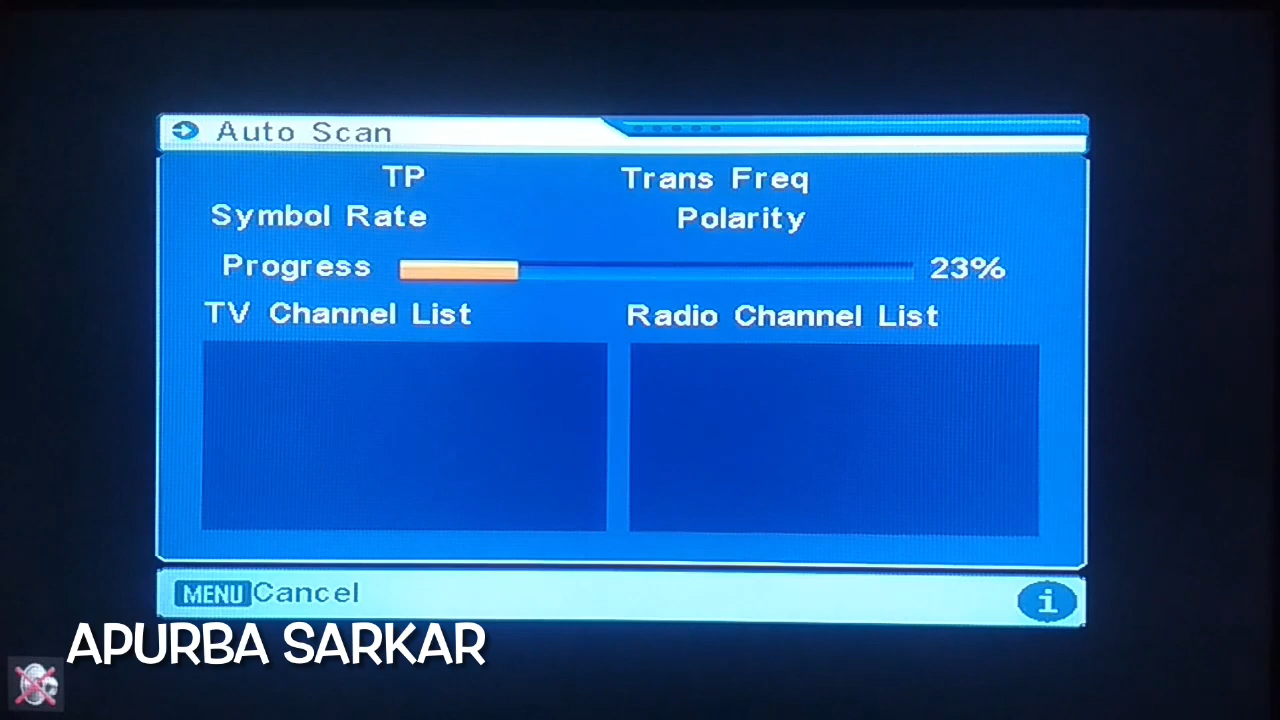 Auto Scan
TP
Trans Freq
Symbol Rate
Polarity
Progress
23%
TV Channel List
Radio Channel List
MENU Cancel
i
APURBA SARKAR